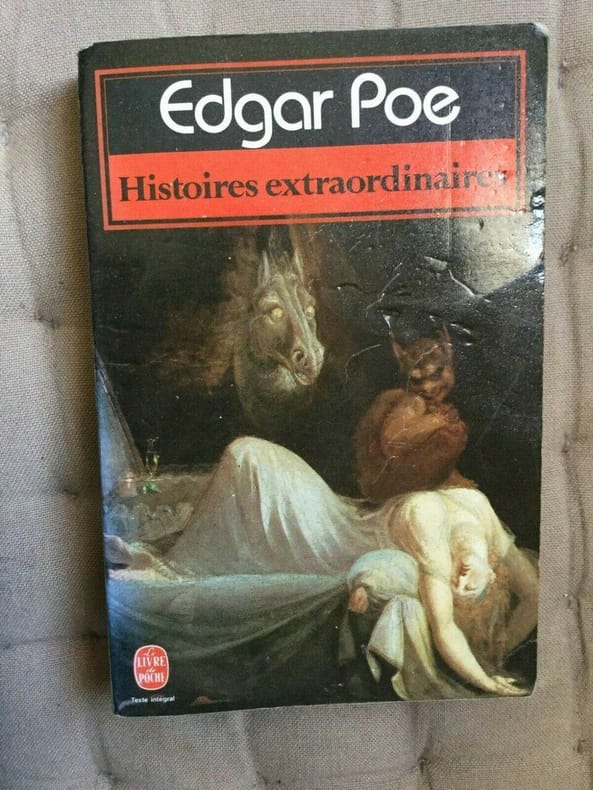 Edgar Poe
Histoires extraordinaires
Le
LIVRE
de
POCHE
Texte intégral